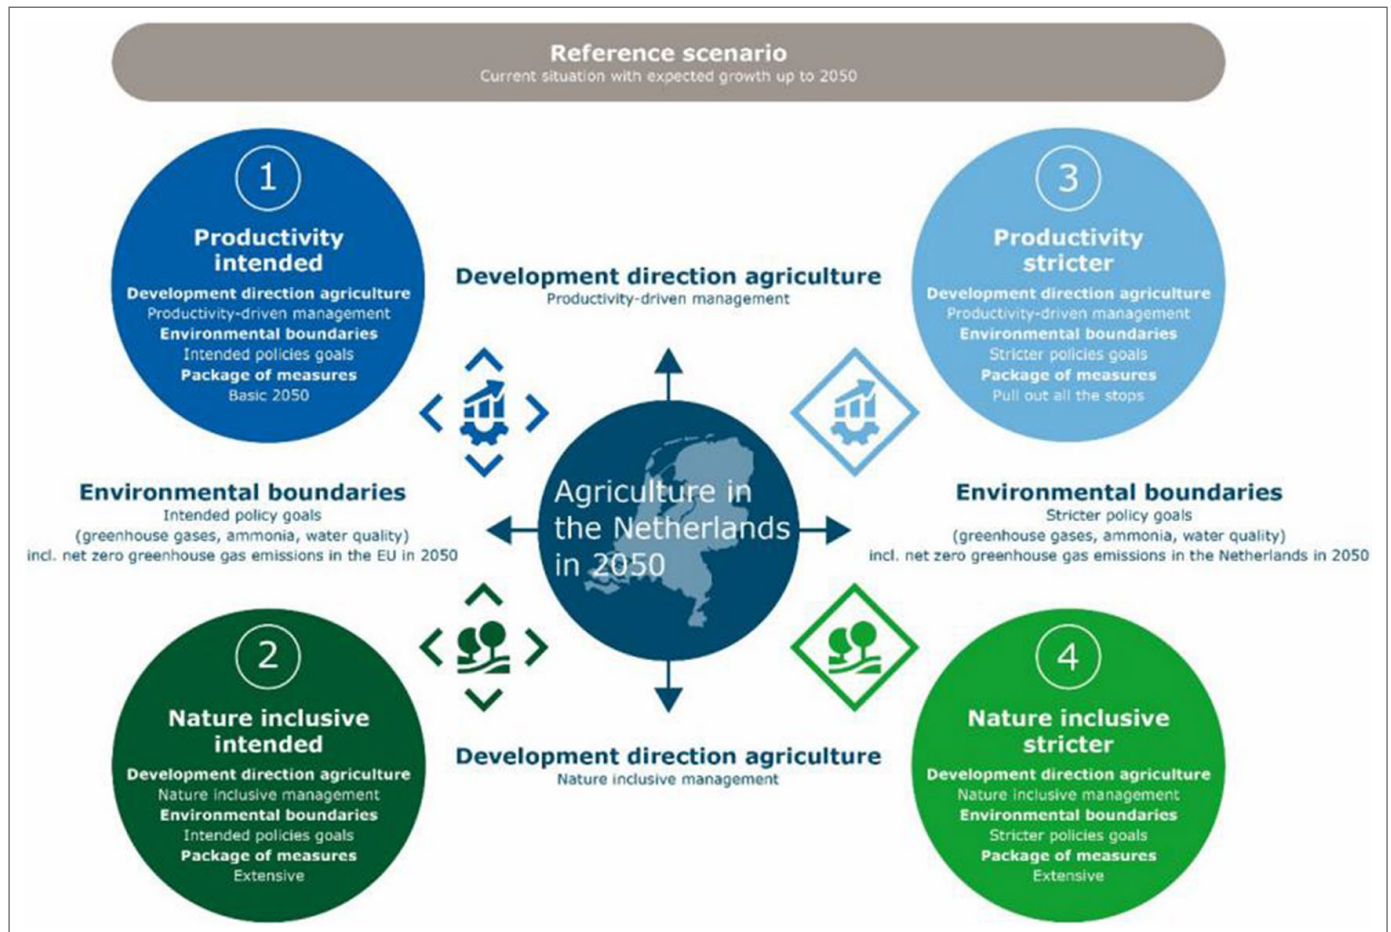 Reference scenario
Current situation with expected growth up to 2050
1
Productivity
intended
Development direction agriculture
Productivity-driven management
Environmental boundaries
Intended policies goals
Package of measures
Basic 2050
Development direction agriculture
Productivity-driven management
3
Productivity
stricter
Development direction agriculture
Productivity-driven management
Environmental boundaries
Stricter policies goals
Package of measures
Pull out all the stops
Environmental boundaries
Intended policy goals
(greenhouse gases, ammonia, water quality)
incl. net zero greenhouse gas emissions in the EU in 2050
Agriculture in
the Netherlands
in 2050
Environmental boundaries
Stricter policy goals
(greenhouse gases, ammonia, water quality)
incl. net zero greenhouse gas emissions in the Netherlands in 2050
2
Nature inclusive
intended
Development direction agriculture
Nature inclusive management
Environmental boundaries
Intended policies goals
Package of measures
Extensive
Development direction agriculture
Nature inclusive management
4
Nature inclusive
stricter
Development direction agriculture
Nature inclusive management
Environmental boundaries
Stricter policies goals
Package of measures
Extensive